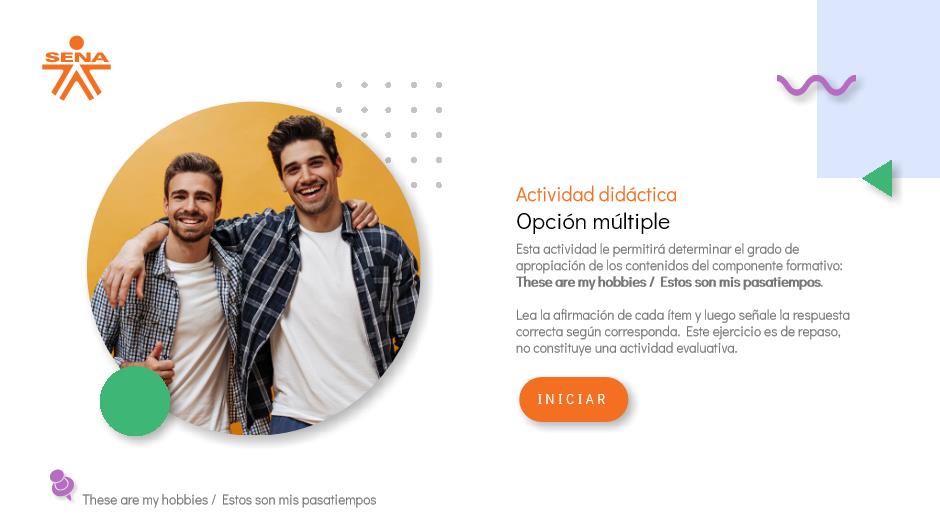 SENA
Actividad didáctica
Opción múltiple
Esta actividad le permitirá determinar el grado de
apropiación de los contenidos del componente formativo:
These are my hobbies / Estos son mis pasatiempos.
Lea la afirmación de cada ítem y luego señale la respuesta
correcta según corresponda. Este ejercicio es de repaso,
no constituye una actividad evaluativa.
INICIAR
These are my hobbies / Estos son mis pasatiempos